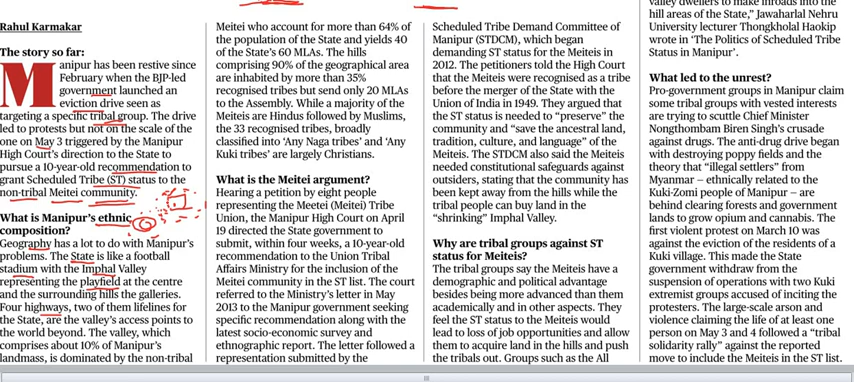 Rahul Karmakar
The story so far:
Manipur has been restive since
February when the BJP-led
government launched an
eviction drive seen as
targeting a specific tribal group. The drive
led to protests but not on the scale of the
one on May 3 triggered by the Manipur
High Court's direction to the State to
pursue a 10-year-old recommendation to
grant Scheduled Tribe (ST) status to the
non-tribal Meitei community.
What is Manipur's ethnic
composition?
Geography has a lot to do with Manipur's
problems. The State is like a football
stadium with the Imphal Valley
representing the playfield at the centre
and the surrounding hills the galleries.
Four highways, two of them lifelines for
the State, are the valley's access points to
the world beyond. The valley, which
comprises about 10% of Manipur's
landmass, is dominated by the non-tribal
Meitei who account for more than 64% of
the population of the State and yields 40
of the State's 60 MLAs. The hills
comprising 90% of the geographical area
are inhabited by more than 35%
recognised tribes but send only 20 MLAs
to the Assembly. While a majority of the
Meiteis are Hindus followed by Muslims,
the 33 recognised tribes, broadly
classified into 'Any Naga tribes' and 'Any
Kuki tribes' are largely Christians.
What is the Meitei argument?
Hearing a petition by eight people
representing the Meetei (Meitei) Tribe
Union, the Manipur High Court on April
19 directed the State government to
submit, within four weeks, a 10-year-old
recommendation to the Union Tribal
Affairs Ministry for the inclusion of the
Meitei community in the ST list. The court
referred to the Ministry's letter in May
2013 to the Manipur government seeking
specific recommendation along with the
latest socio-economic survey and
ethnographic report. The letter followed a
representation submitted by the
Scheduled Tribe Demand Committee of
Manipur (STDCM), which began
demanding ST status for the Meiteis in
2012. The petitioners told the High Court
that the Meiteis were recognised as a tribe
before the merger of the State with the
Union of India in 1949. They argued that
the ST status is needed to "preserve" the
community and "save the ancestral land,
tradition, culture, and language" of the
Meiteis. The STDCM also said the Meiteis
needed constitutional safeguards against
outsiders, stating that the community has
been kept away from the hills while the
tribal people can buy land in the
"shrinking" Imphal Valley.
Why are tribal groups against ST
status for Meiteis?
The tribal groups say the Meiteis have a
demographic and political advantage
besides being more advanced than them
academically and in other aspects. They
feel the ST status to the Meiteis would
lead to loss of job opportunities and allow
them to acquire land in the hills and push
the tribals out. Groups such as the All
valley dwellers to make inroads into the
hill areas of the State," Jawaharlal Nehru
University lecturer Thongkholal Haokip
wrote in 'The Politics of Scheduled Tribe
Status in Manipur'.
What led to the unrest?
Pro-government groups in Manipur claim
some tribal groups with vested interests
are trying to scuttle Chief Minister
Nongthombam Biren Singh's crusade
against drugs. The anti-drug drive began
with destroying poppy fields and the
theory that "illegal settlers" from
Myanmar – ethnically related to the
Kuki-Zomi people of Manipur – are
behind clearing forests and government
lands to grow opium and cannabis. The
first violent protest on March 10 was
against the eviction of the residents of a
Kuki village. This made the State
government withdraw from the
suspension of operations with two Kuki
extremist groups accused of inciting the
protesters. The large-scale arson and
violence claiming the life of at least one
person on May 3 and 4 followed a "tribal
solidarity rally" against the reported
move to include the Meiteis in the ST list.